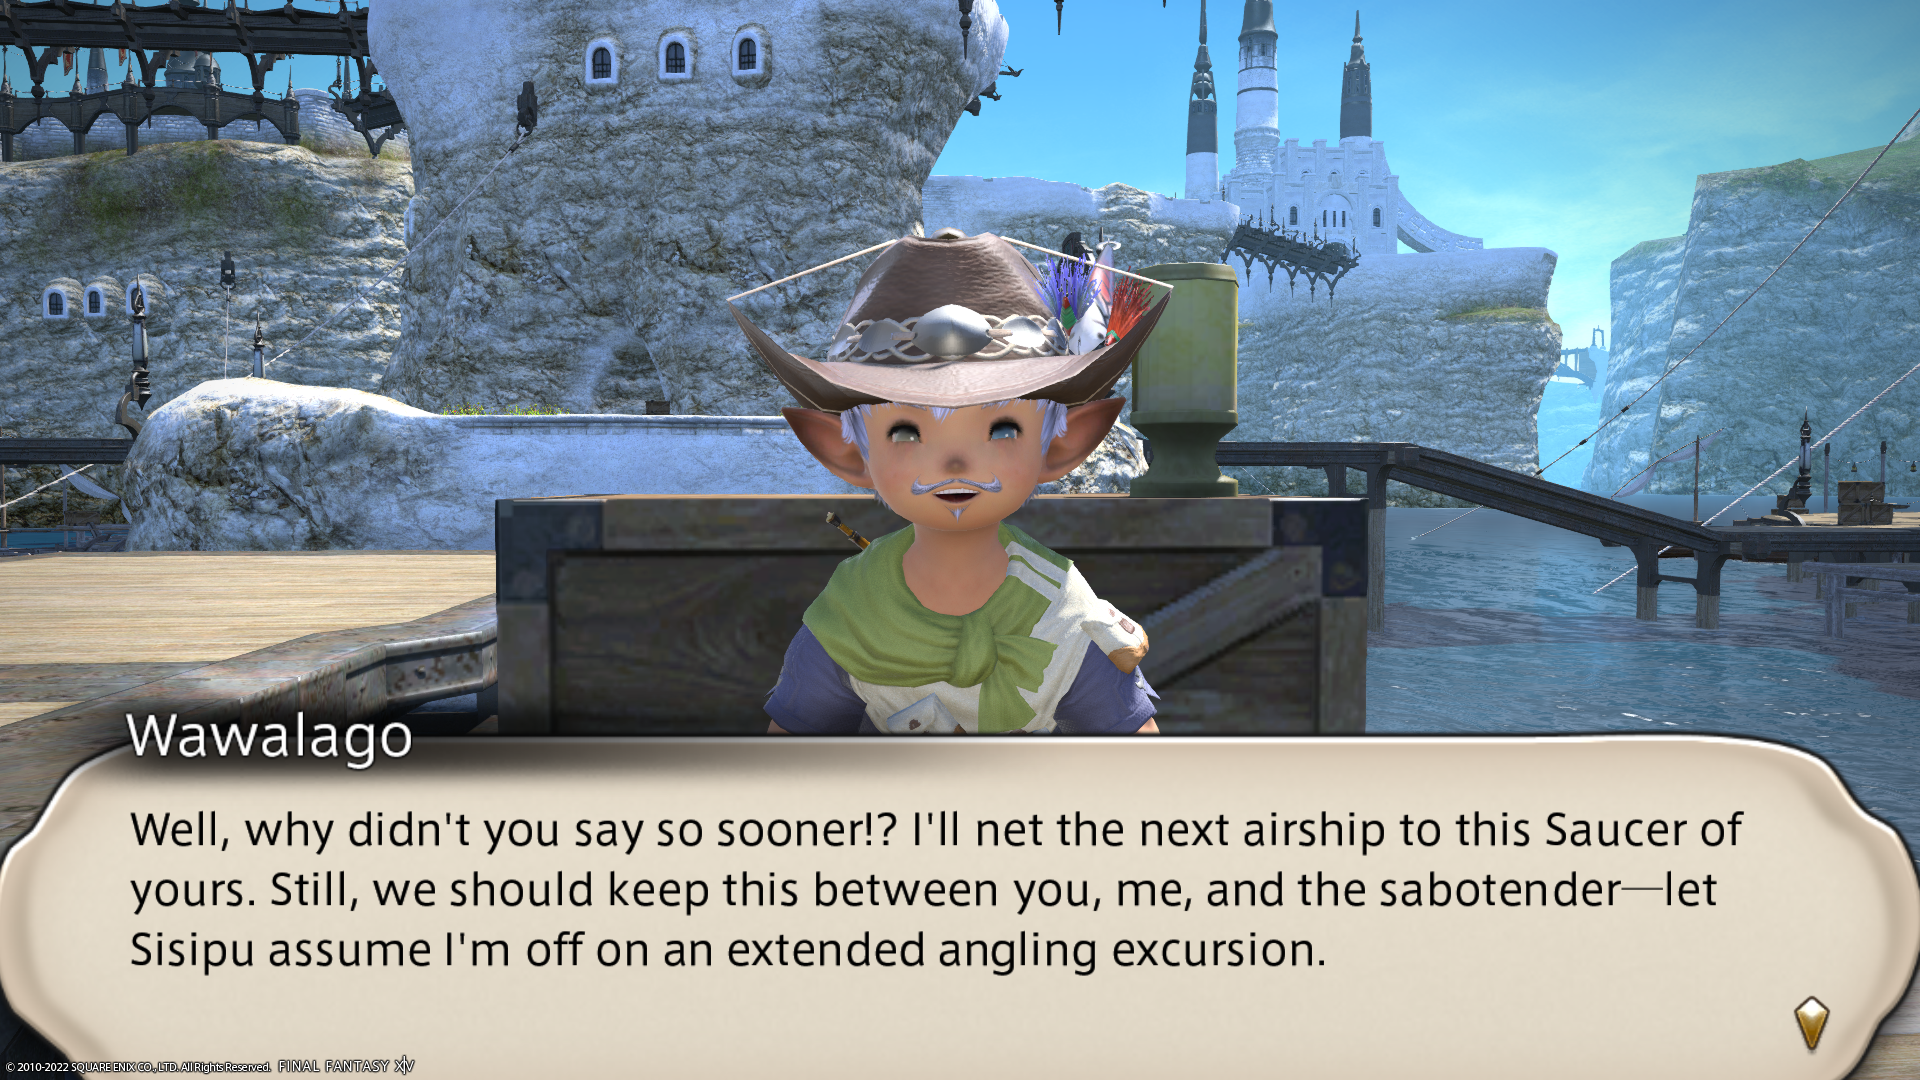 Wawalago
Well, why didn't you say so sooner!? I'll net the next airship to this Saucer of
yours. Still, we should keep this between you, me, and the sabotender—let
Sisipu assume I'm off on an extended angling excursion.
© 2010-2022 SQUARE ENIX CO., LTD. All Rights Reserved. FINAL FANTASY XIV